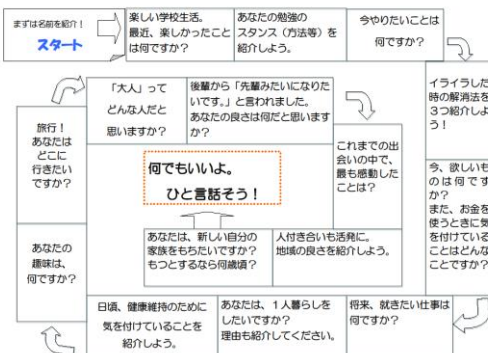 まずは名前を紹介！
スタート
楽しい学校生活。
最近、楽しかったこと
は何ですか？
あなたの勉強の
スタンス（方法等）を
紹介しよう。
今やりたいことは
何ですか？
イライラした
時の解消法を
３つ紹介しよ
う！
今、欲しいも
のは何です
か？
また、お金を
使うときに気
を付けている
ことはどんな
ことですか？
将来、就きたい仕事は
何ですか？
あなたは、１人暮らしを
したいですか？
理由も紹介してください。
日頃、健康維持のために
気を付けていることを
紹介しよう。
あなたの
趣味は、
何ですか？
旅行！
あなたは
どこに
行きたい
ですか？
「大人」って
どんな人だと
思いますか？
後輩から「先輩みたいになりた
いです。」と言われました。
あなたの良さは何だと思います
か？
これまでの出
会いの中で、
最も感動した
ことは？
人付き合いも活発に。
地域の良さを紹介しよう。
あなたは、新しい自分の
家族をもちたいですか？
もつとするなら何歳頃？
何でもいいよ。
ひと言話そう！